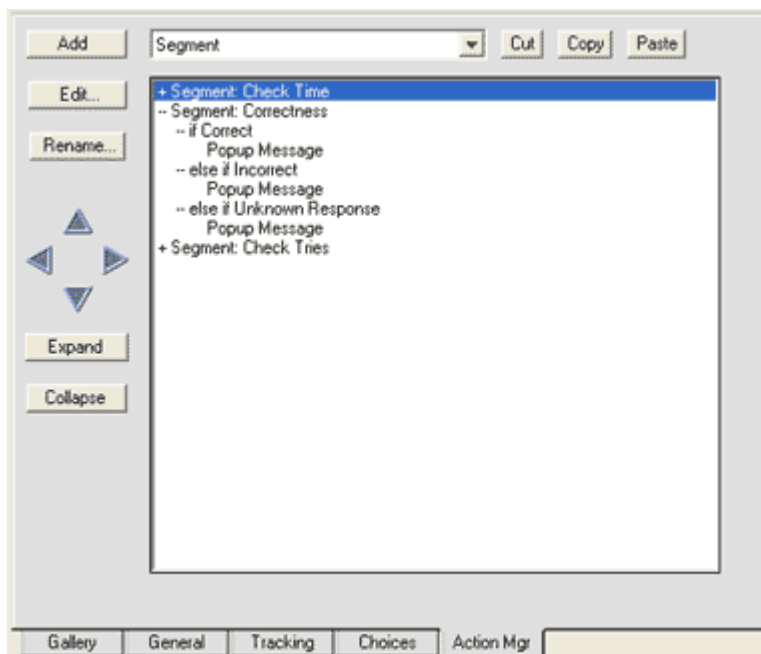 Add Segment Cut Copy Paste
Edit...
+ Segment: Check Time
-- Segment: Correctness
-- if Correct
Rename...
Popup Message
-- else if Incorrect
Popup Message
-- else if Unknown Response
Popup Message
+ Segment: Check Tries
Expand
Collapse
Gallery General Tracking Choices Action Mgr